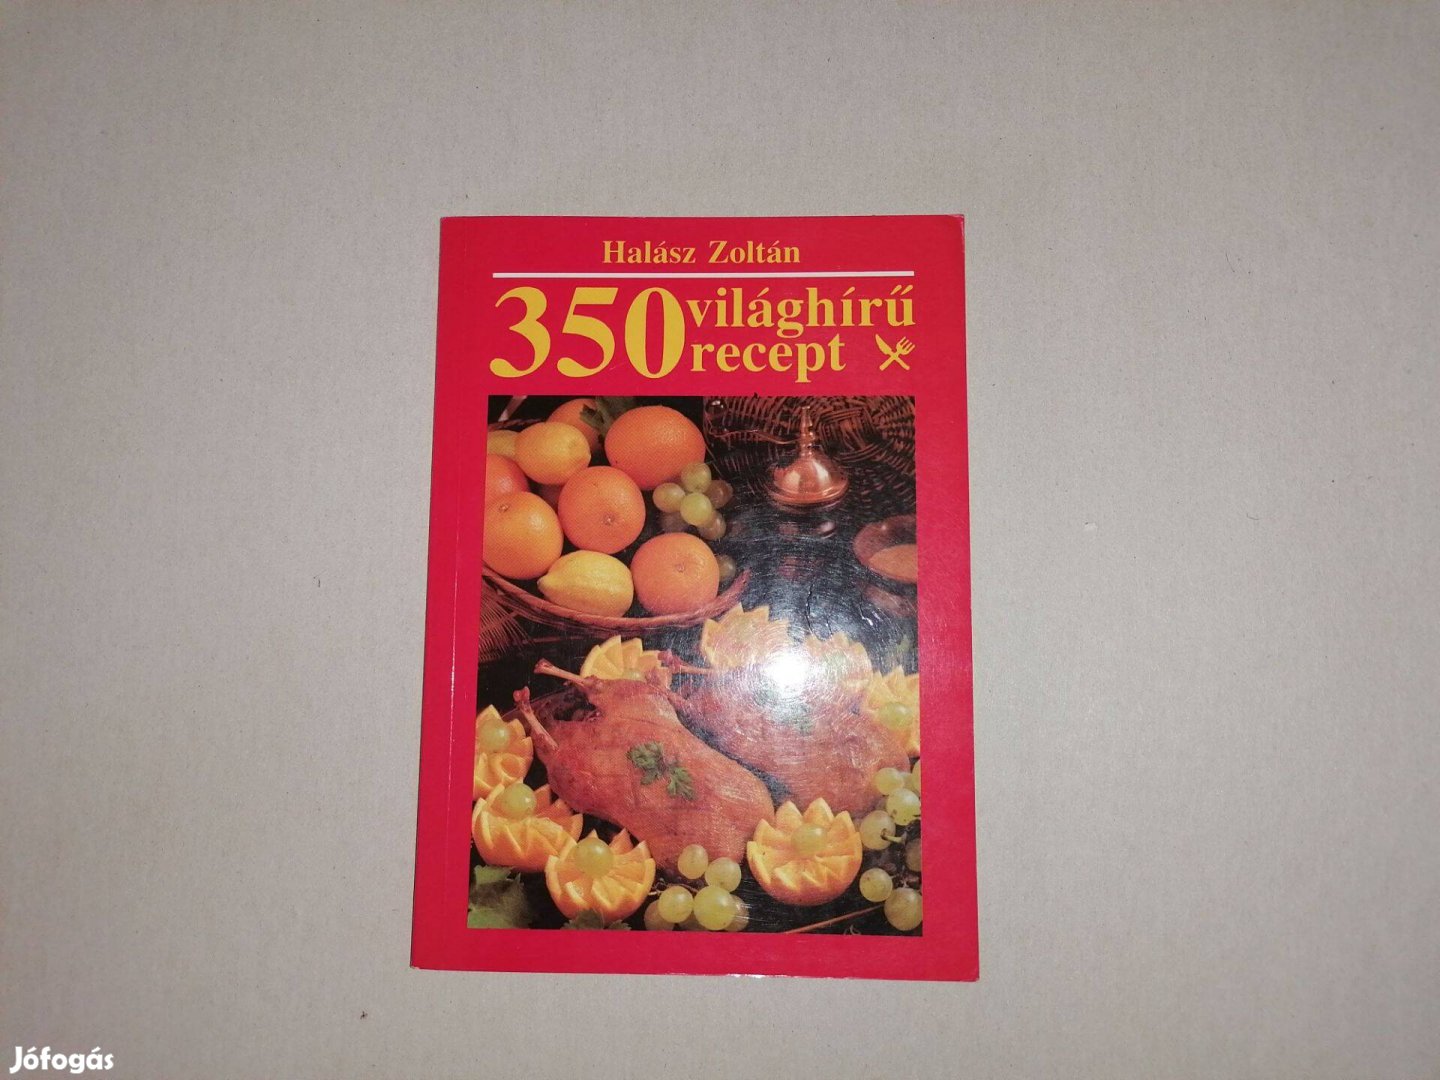 Halász Zoltán
350 világhírű
recept
Jófogás